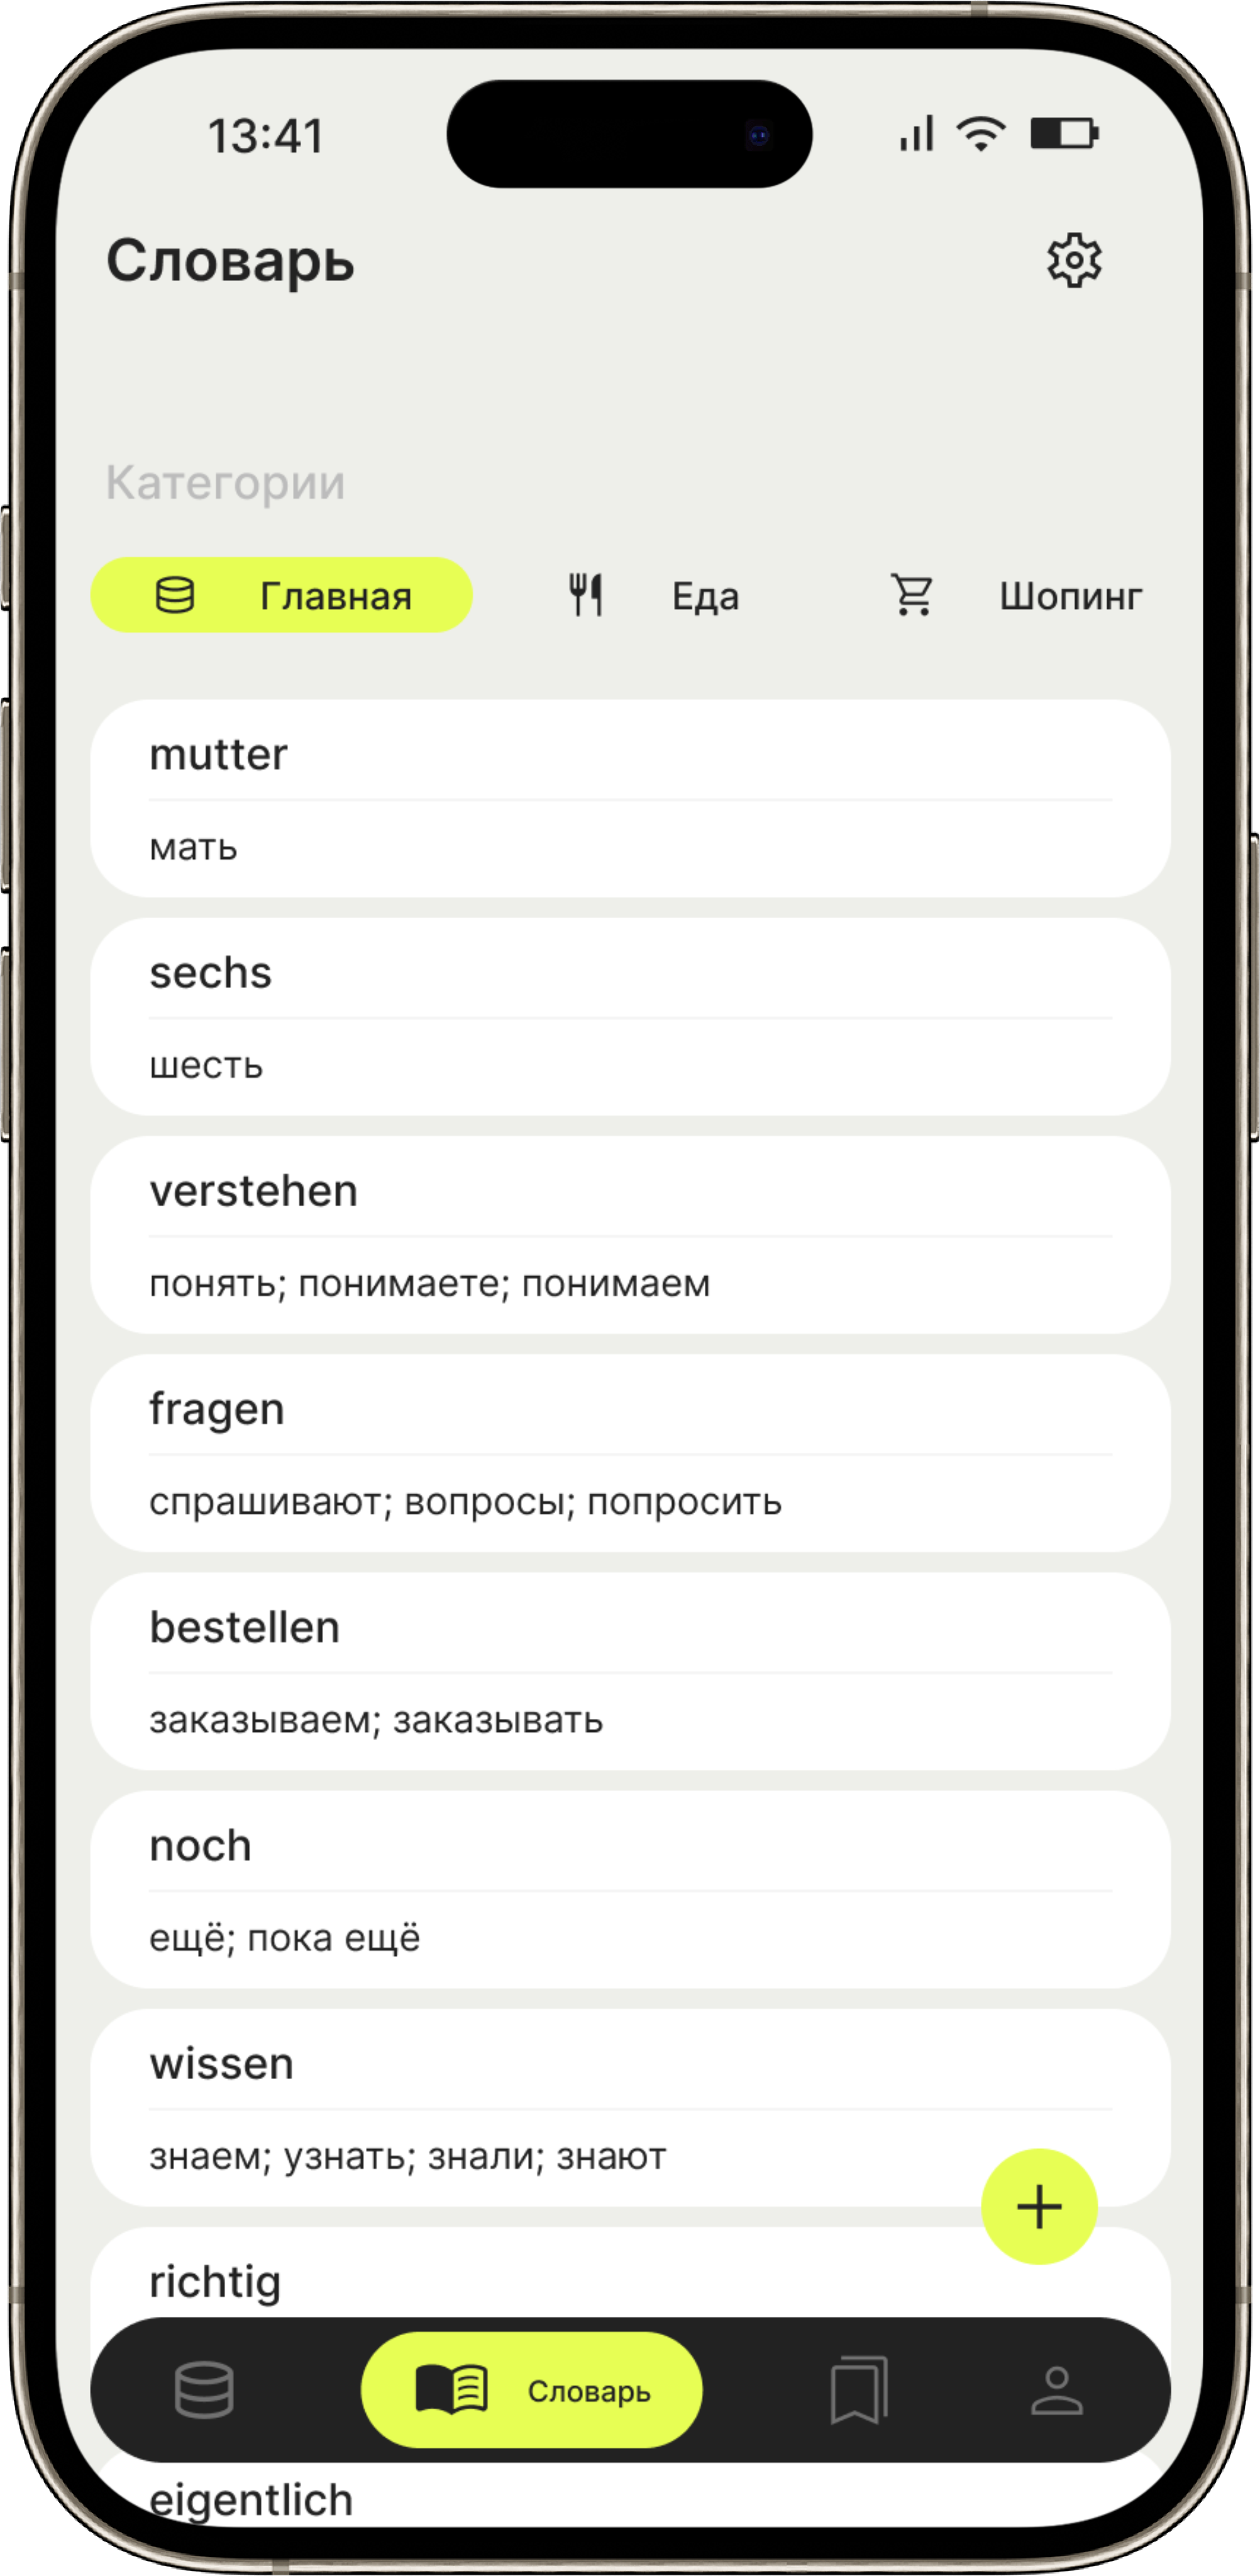 13:41
Словарь
Категории
Главная Еда Шопинг
mutter
мать
sechs
шесть
verstehen
понять; понимаете; понимаем
fragen
спрашивают; вопросы; попросить
bestellen
заказываем; заказывать
noch
ещё; пока ещё
wissen
знаем; узнать; знали; знают
richtig
Словарь
eigentlich